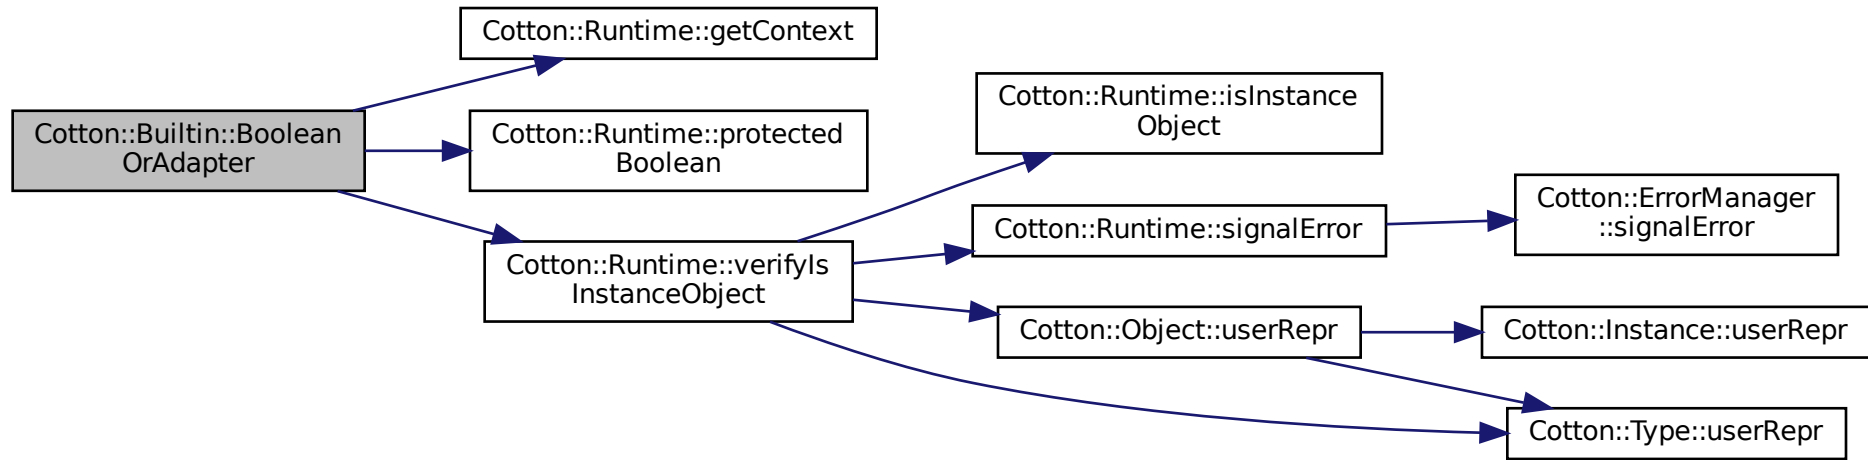 Cotton::Builtin::Boolean
OrAdapter
Cotton::Runtime::getContext
Cotton::Runtime::protected
Boolean
Cotton::Runtime::verifyIs
InstanceObject
Cotton::Runtime::isInstance
Object
Cotton::Runtime::signalError
Cotton::ErrorManager
::signalError
Cotton::Object::userRepr
Cotton::Instance::userRepr
Cotton::Type::userRepr